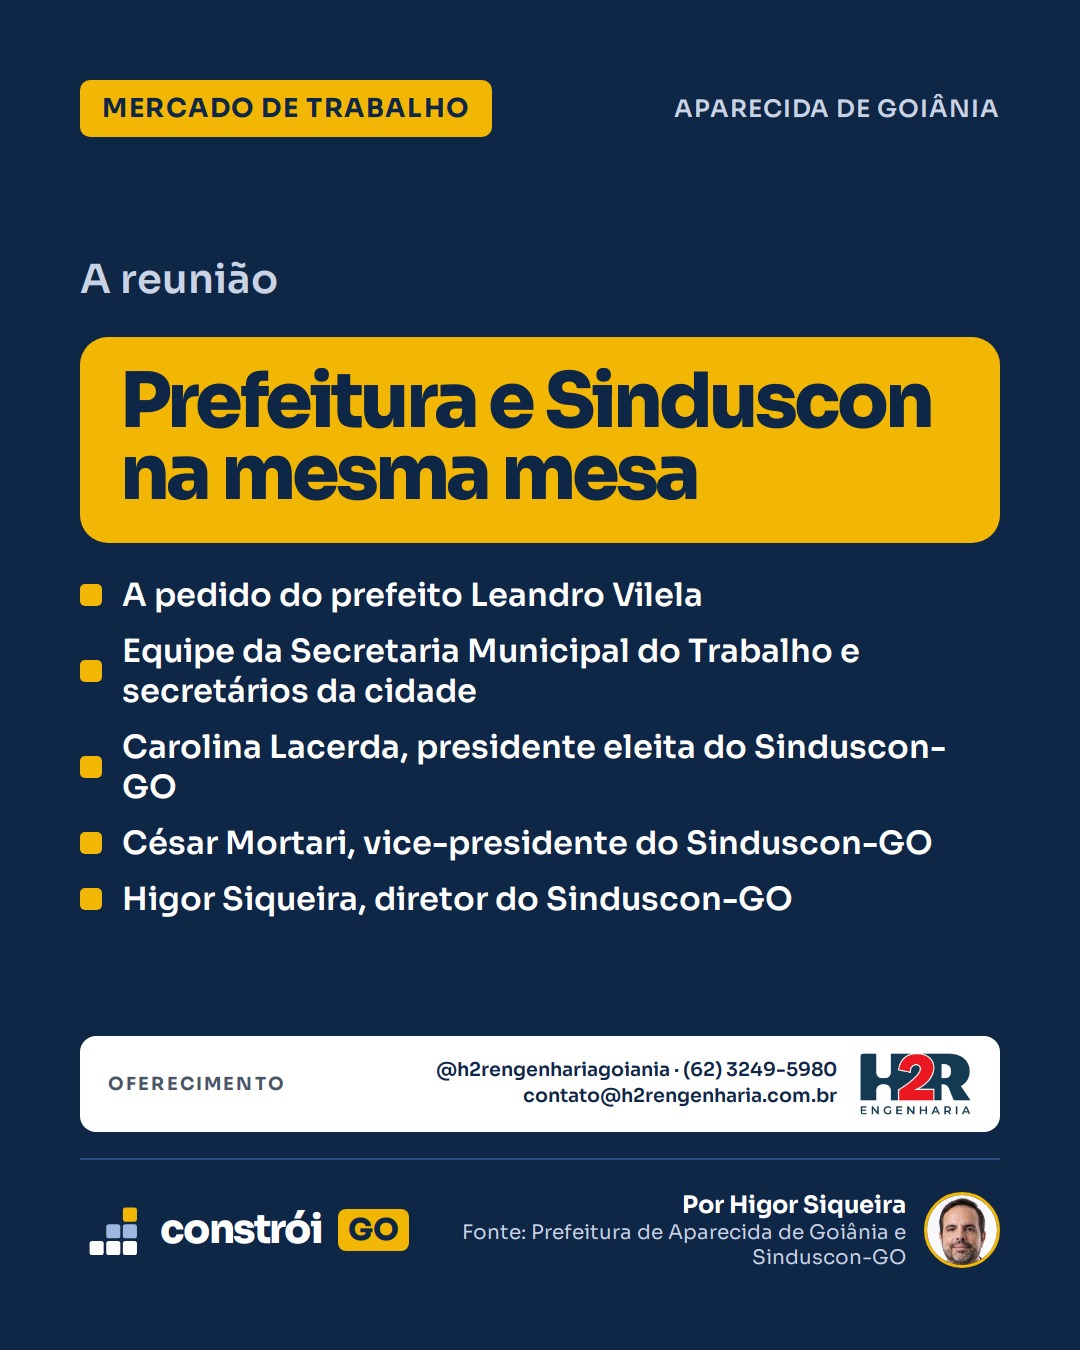 MERCADO DE TRABALHO
APARECIDA DE GOIÂNIA
A reunião
Prefeitura e Sinduscon
na mesma mesa
A pedido do prefeito Leandro Vilela
Equipe da Secretaria Municipal do Trabalho e
secretários da cidade
Carolina Lacerda, presidente eleita do Sinduscon-
GO
César Mortari, vice-presidente do Sinduscon-GO
Higor Siqueira, diretor do Sinduscon-GO
OFERECIMENTO
@h2rengenhariagoiania · (62) 3249-5980
contato@h2rengenharia.com.br
H2R
ENGENHARIA
constrói GO
Por Higor Siqueira
Fonte: Prefeitura de Aparecida de Goiânia e
Sinduscon-GO